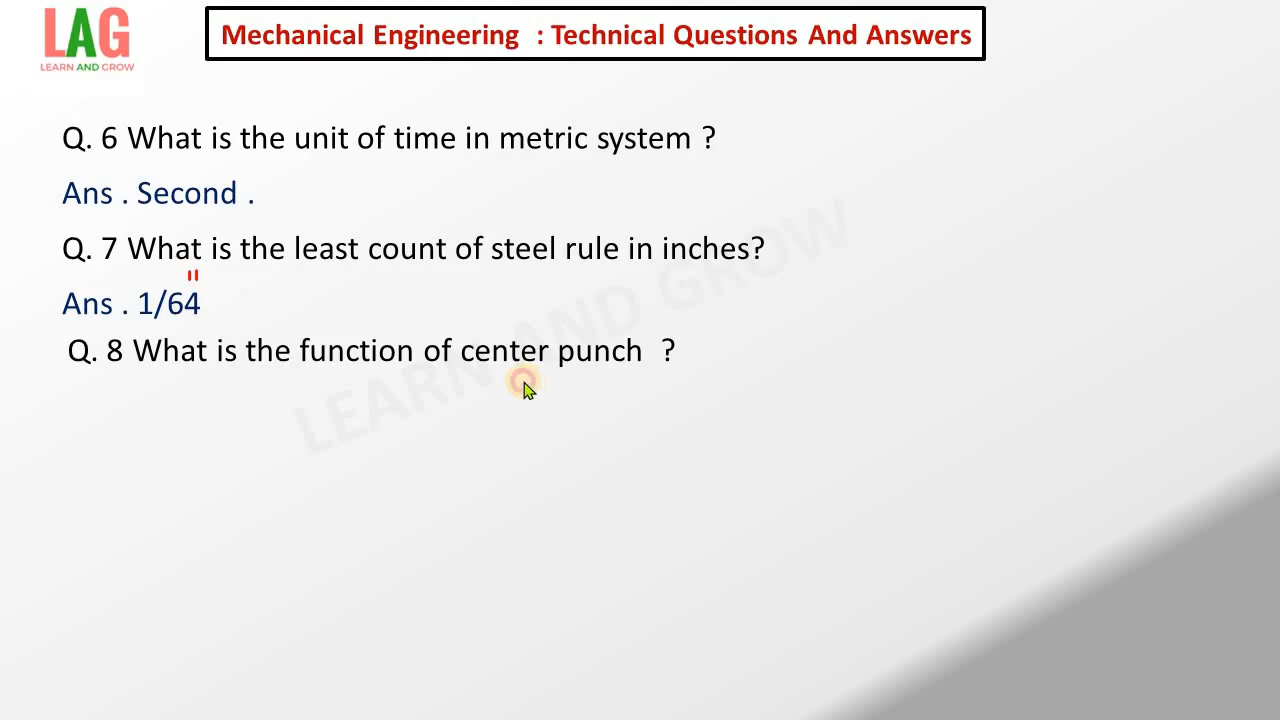 LAG
LEARN AND GROW
Mechanical Engineering : Technical Questions And Answers
Q. 6 What is the unit of time in metric system ?
Ans . Second .
Q. 7 What is the least count of steel rule in inches?
Ans . 1/64"
Q. 8 What is the function of center punch ?
LEARN AND GROW